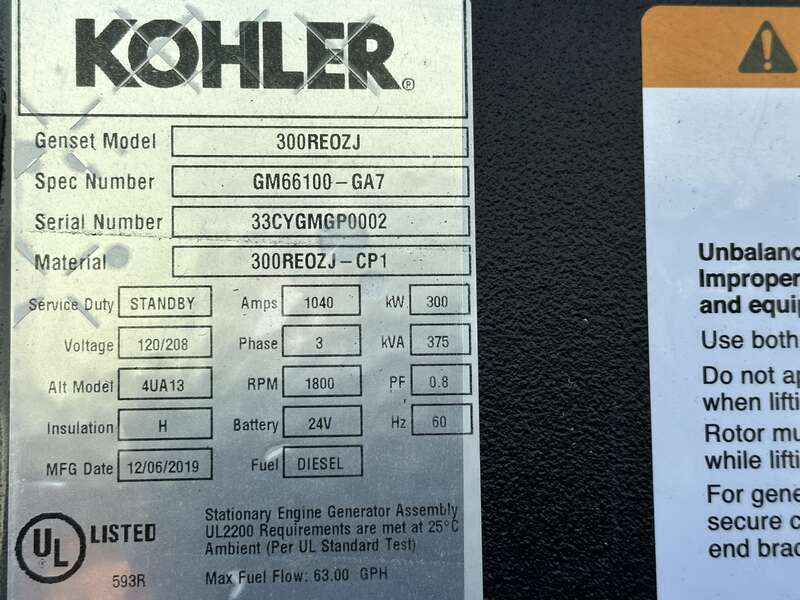 KOHLER®
Genset Model 300REOZJ
Spec Number GM66100-GA7
Serial Number 33CYGMGP0002
Material 300REOZJ-CP1
Service Duty STANDBY Amps 1040 kW 300
Voltage 120/208 Phase 3 kVA 375
Alt Model 4UA13 RPM 1800 PF 0.8
Insulation H Battery 24V Hz 60
MFG Date 12/06/2019 Fuel DIESEL
UL LISTED
593R
Stationary Engine Generator Assembly
UL2200 Requirements are met at 25°C
Ambient (Per UL Standard Test)
Max Fuel Flow: 63.00 GPH
Improper
and equip
Use both
Do not
when lifti
Rotor mu
while lifti
For gene
secure c
end brac